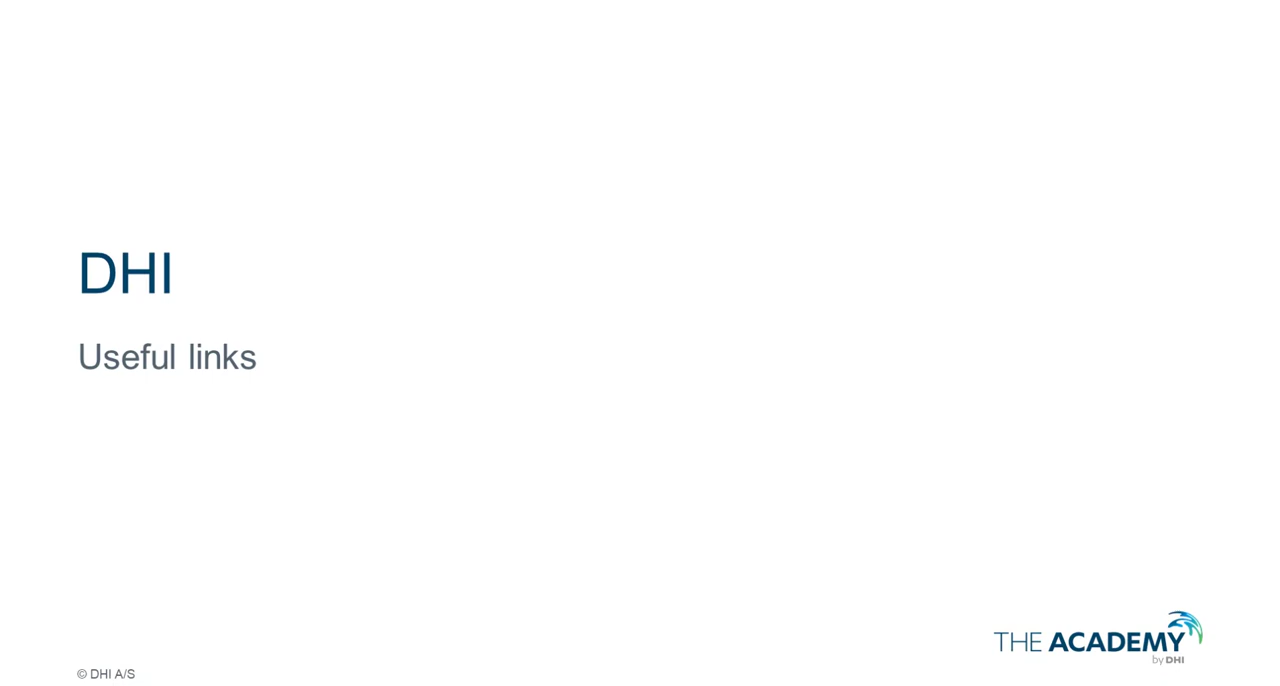 DHI
Useful links
THE ACADEMY
by DHI
© DHI A/S